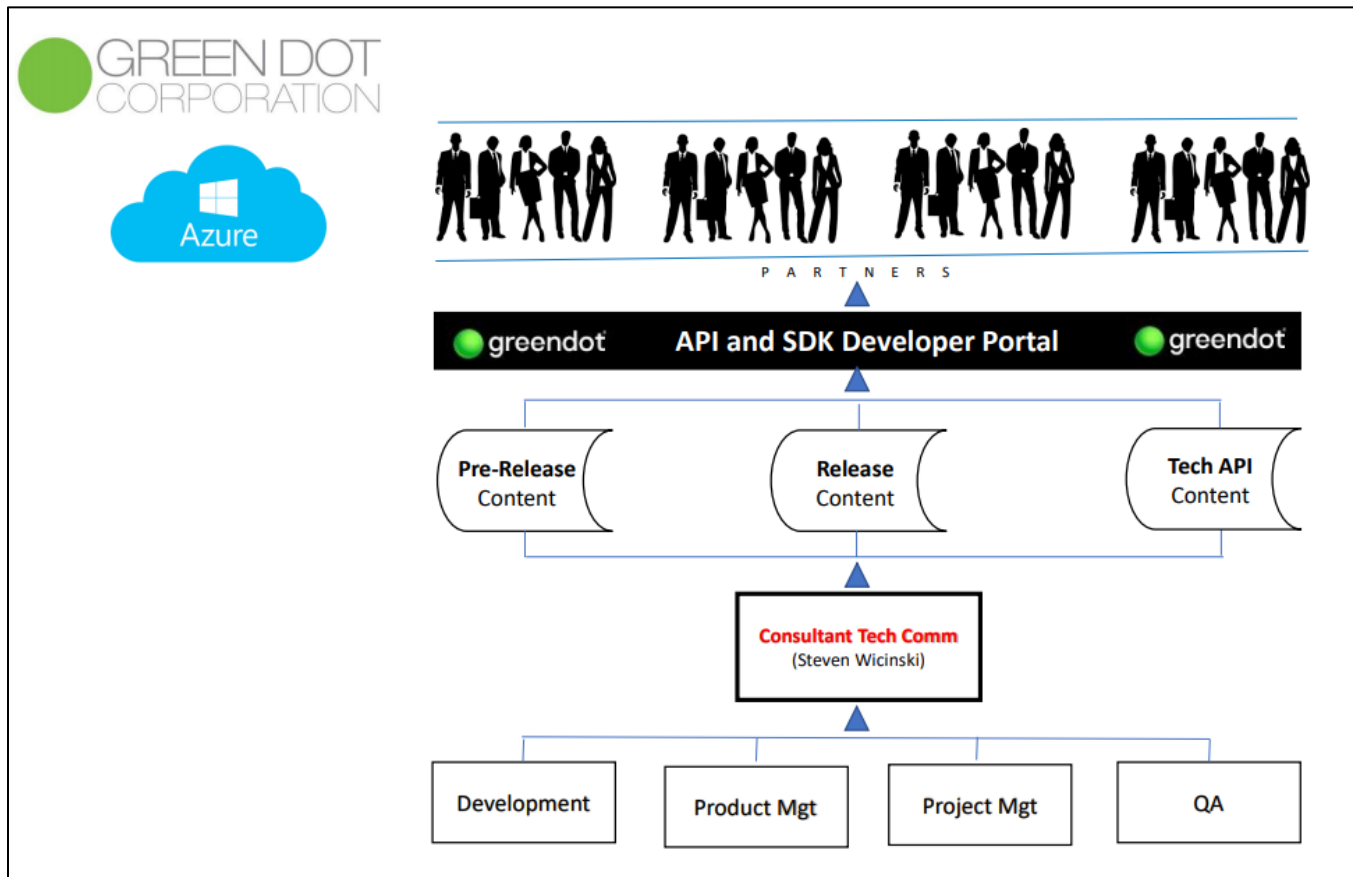 GREEN DOT
CORPORATION
Azure
PARTNERS
greendot API and SDK Developer Portal greendot
Pre-Release
Content
Release
Content
Tech API
Content
Consultant Tech Comm
(Steven Wicinski)
Development
Product Mgt
Project Mgt
QA